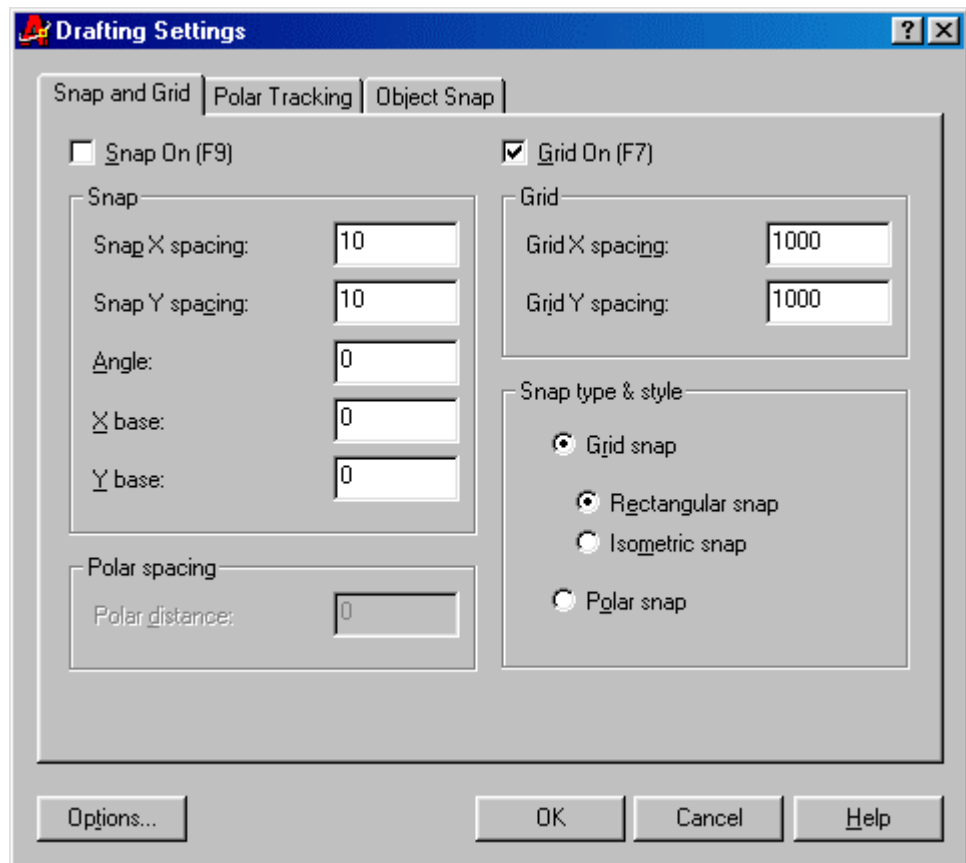 Drafting Settings
Snap and Grid
Polar Tracking
Object Snap
Snap On (F9)
Snap
Snap X spacing: 10
Snap Y spacing: 10
Angle: 0
X base: 0
Y base: 0
Polar spacing
Polar distance: 0
Grid On (F7)
Grid
Grid X spacing: 1000
Grid Y spacing: 1000
Snap type & style
Grid snap
Rectangular snap
Isometric snap
Polar snap
Options...
OK
Cancel
Help